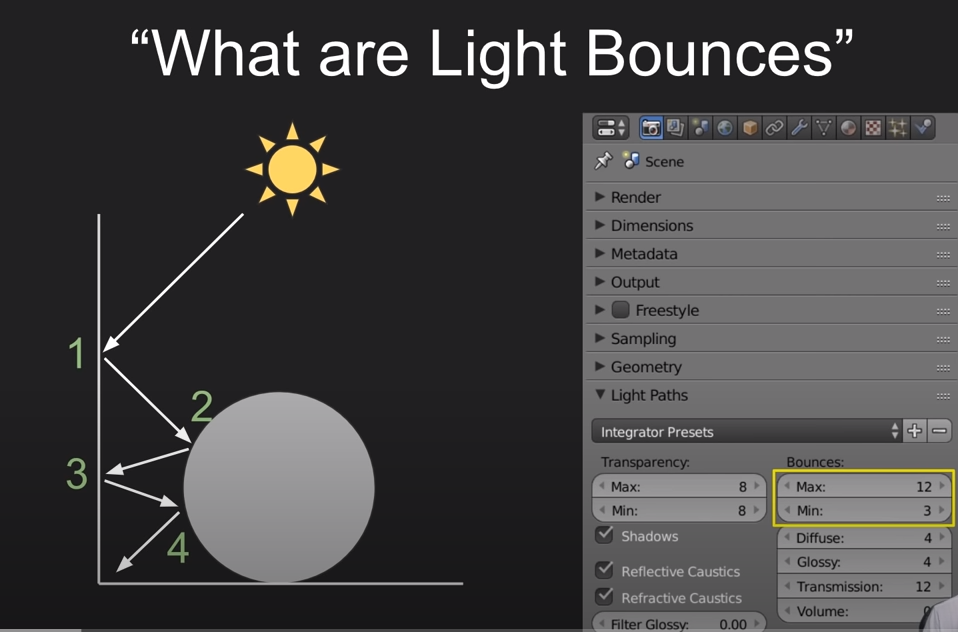 “What are Light Bounces”
1
2
3
4
Scene
Render
Dimensions
Metadata
Output
Freestyle
Sampling
Geometry
Light Paths
Integrator Presets
Transparency:
Max: 8
Min: 8
Shadows
Reflective Caustics
Refractive Caustics
Filter Glossy: 0.00
Bounces:
Max: 12
Min: 3
Diffuse: 4
Glossy: 4
Transmission: 12
Volume: